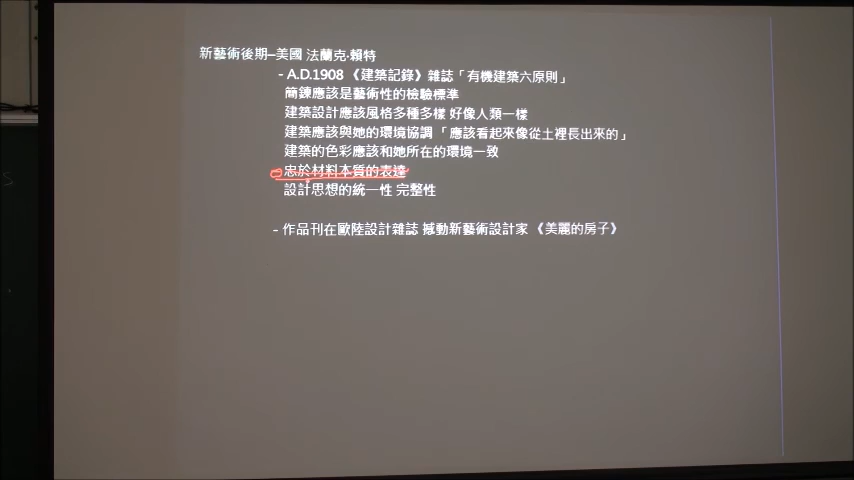 新藝術後期–美國 法蘭克‧賴特
- A.D.1908 《建築記錄》雜誌「有機建築六原則」
簡鍊應該是藝術性的檢驗標準
建築設計應該風格多種多樣 好像人類一樣
建築應該與她的環境協調 「應該看起來像從土裡長出來的」
建築的色彩應該和她所在的環境一致
忠於材料本質的表達
設計思想的統一性 完整性
- 作品刊在歐陸設計雜誌 撼動新藝術設計家 《美麗的房子》